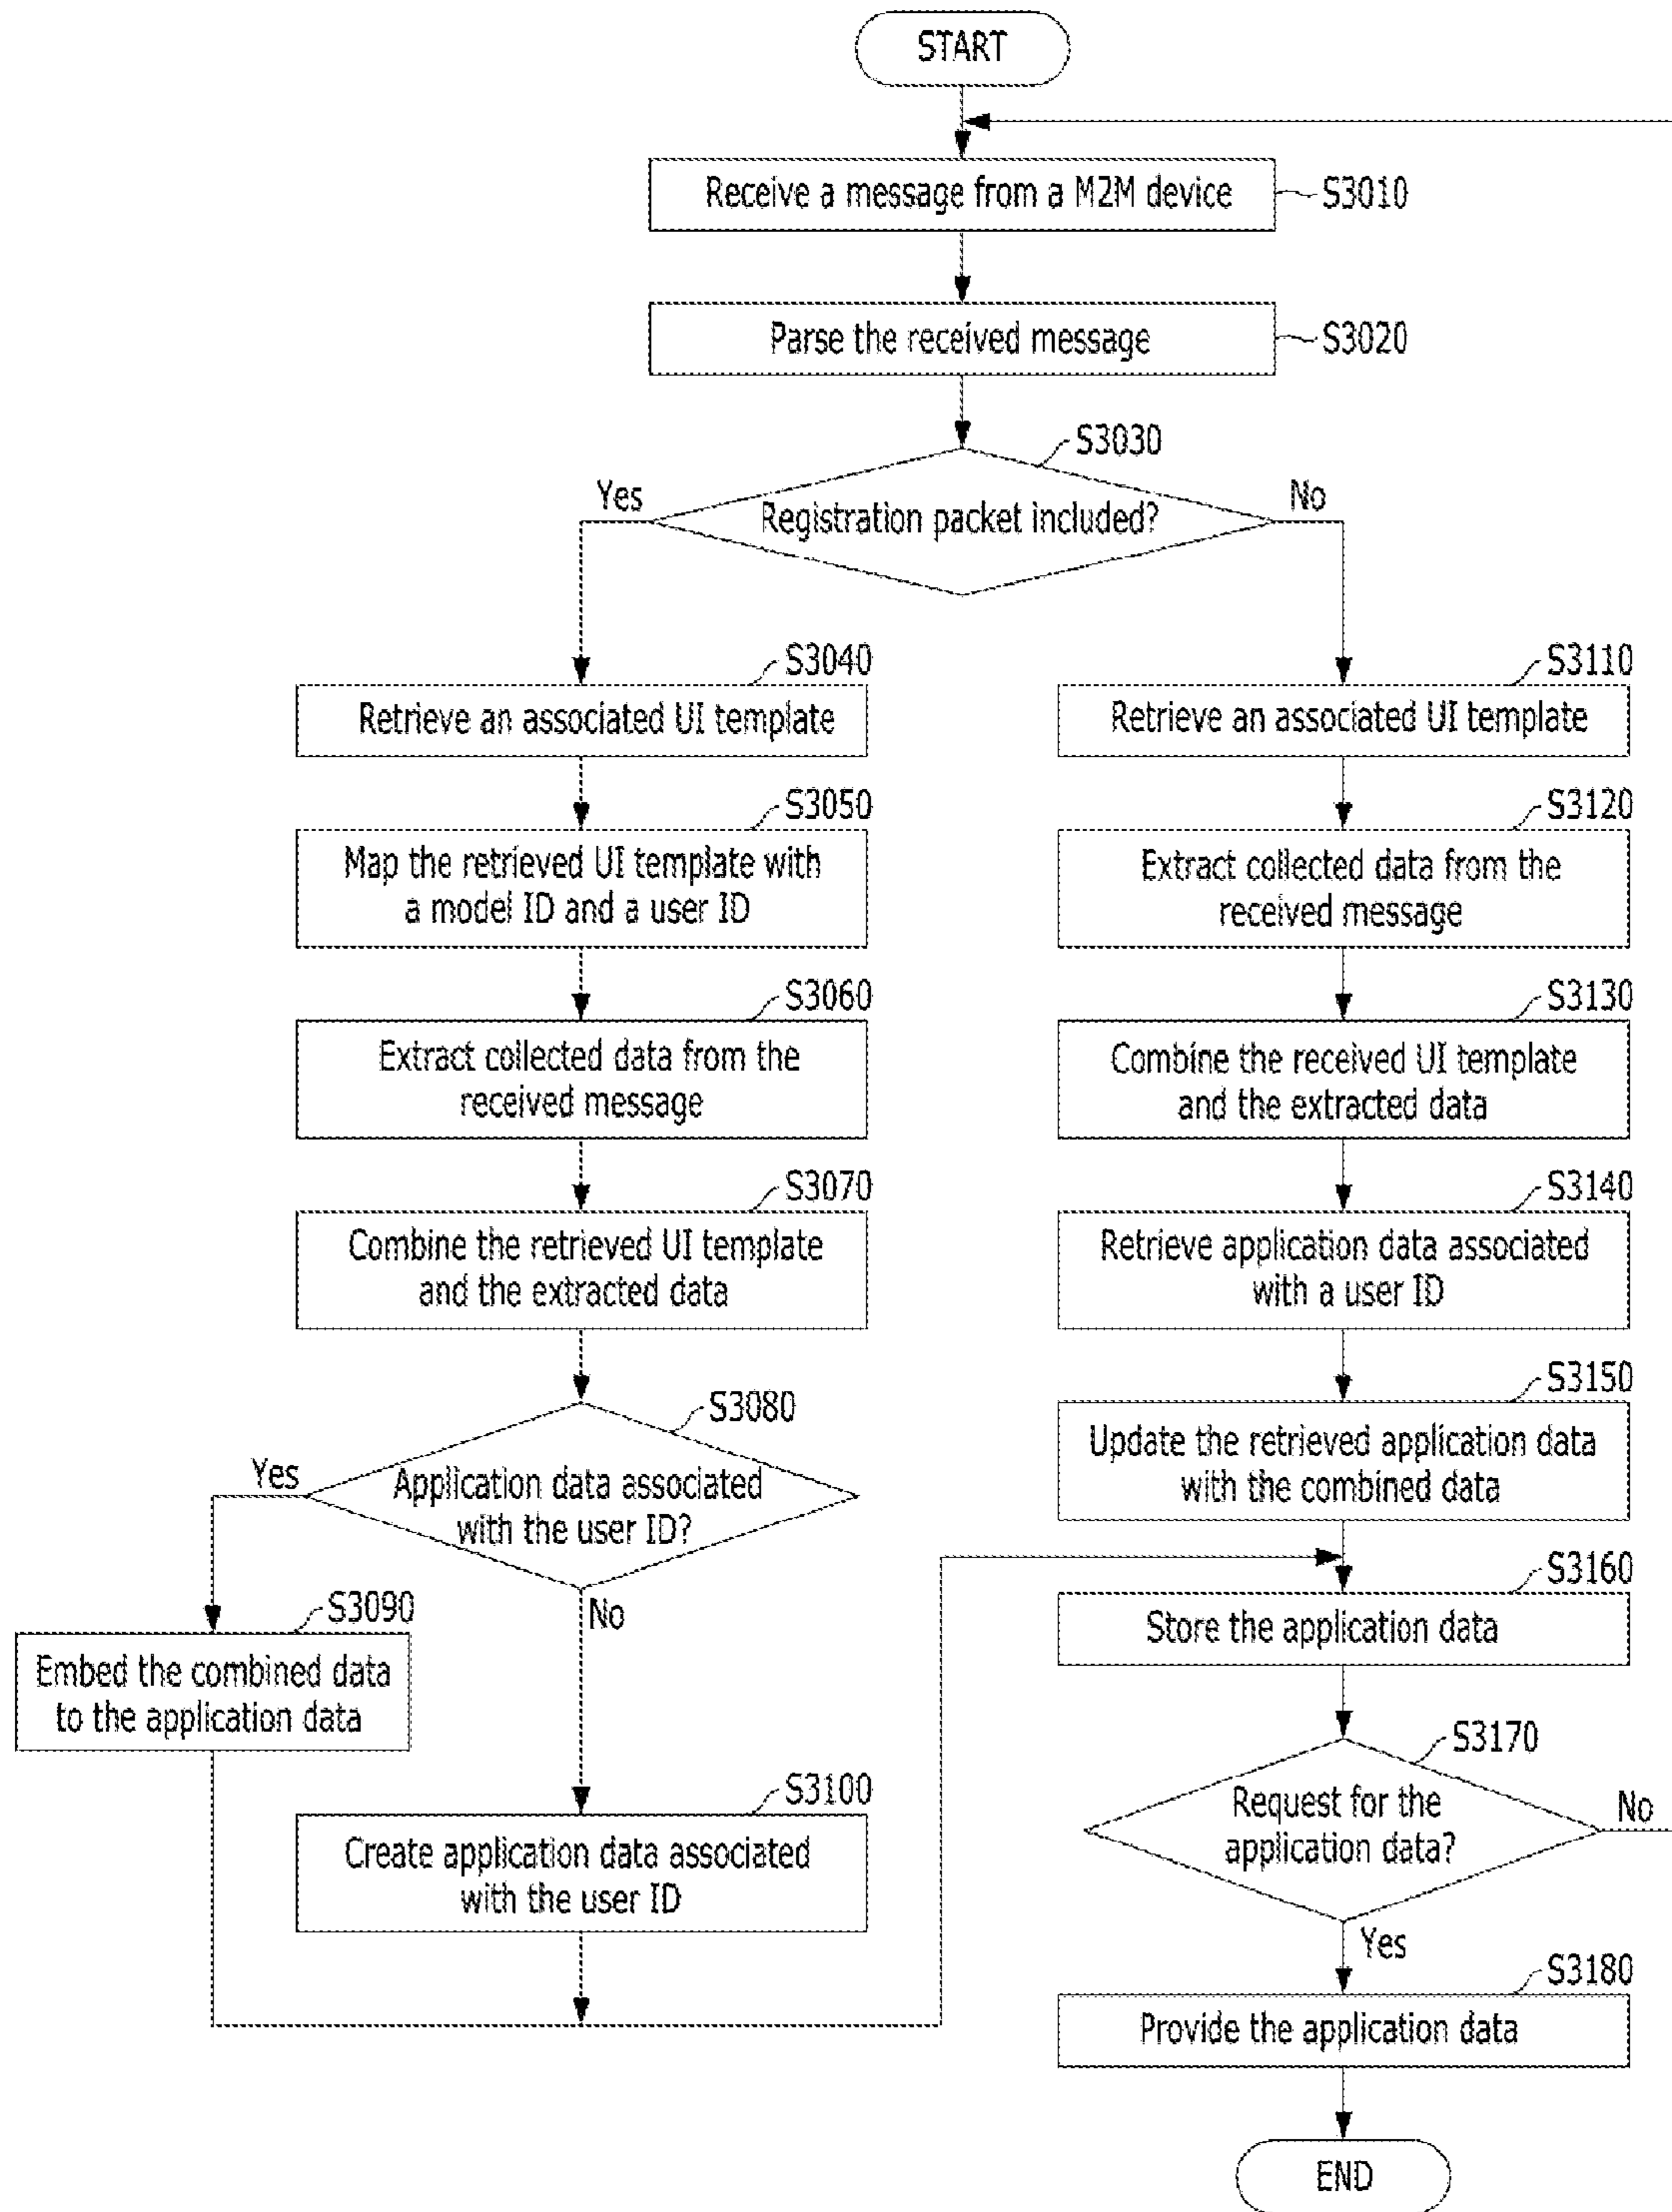 START
Receive a message from a M2M device
S3010
Parse the received message
S3020
S3030
Registration packet included?
Yes
No
S3040
Retrieve an associated UI template
S3050
Map the retrieved UI template with
a model ID and a user ID
S3060
Extract collected data from the
received message
S3070
Combine the retrieved UI template
and the extracted data
S3080
Application data associated
with the user ID?
Yes
No
S3090
Embed the combined data
to the application data
S3100
Create application data associated
with the user ID
S3110
Retrieve an associated UI template
S3120
Extract collected data from the
received message
S3130
Combine the received UI template
and the extracted data
S3140
Retrieve application data associated
with a user ID
S3150
Update the retrieved application data
with the combined data
S3160
Store the application data
S3170
Request for the
application data?
No
Yes
S3180
Provide the application data
END